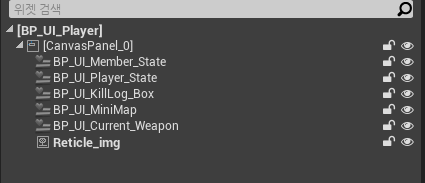 위젯 검색
[BP_UI_Player]
[CanvasPanel_0]
BP_UI_Member_State
BP_UI_Player_State
BP_UI_KillLog_Box
BP_UI_MiniMap
BP_UI_Current_Weapon
Reticle_img